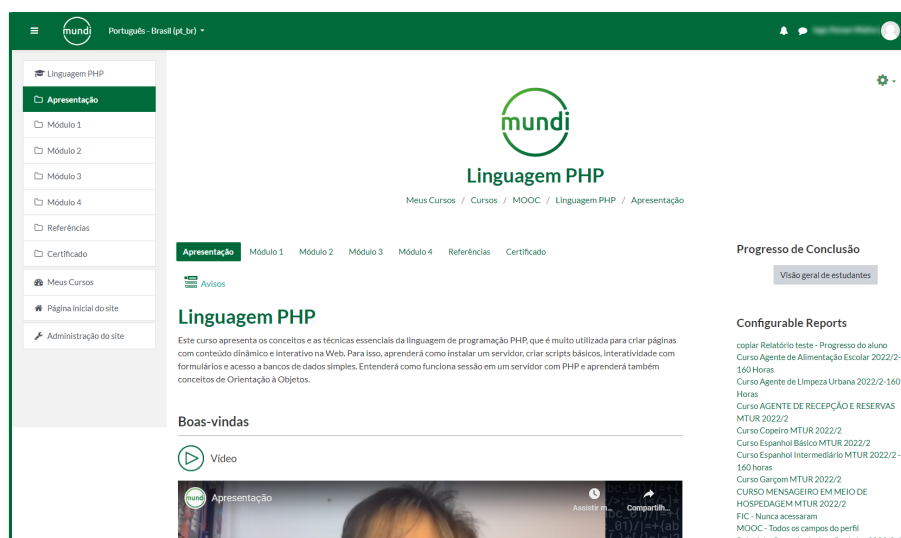 mundi
Português - Brasil (pt_br)
Linguagem PHP
Apresentação
Módulo 1
Módulo 2
Módulo 3
Módulo 4
Referências
Certificado
Meus Cursos
Página inicial do site
Administração do site
mundi
Linguagem PHP
Meus Cursos / Cursos / MOOC / Linguagem PHP / Apresentação
Apresentação Módulo 1 Módulo 2 Módulo 3 Módulo 4 Referências Certificado
Avisos
Linguagem PHP
Este curso apresenta os conceitos e as técnicas essenciais da linguagem de programação PHP, que é muito utilizada para criar páginas
com conteúdo dinâmico e interativo na Web. Para isso, aprenderá como instalar um servidor, criar scripts básicos, interatividade com
formulários e acesso a bancos de dados simples. Entenderá como funciona sessão em um servidor com PHP e aprenderá também
conceitos de Orientação à Objetos.
Boas-vindas
Vídeo
mundi
Apresentação
Assistir m...
Compartilh...
Progresso de Conclusão
Visão geral de estudantes
Configurable Reports
copiar Relatório teste - Progresso do aluno
Curso Agente de Alimentação Escolar 2022/2-
160 Horas
Curso Agente de Limpeza Urbana 2022/2-160
Horas
Curso AGENTE DE RECEPÇÃO E RESERVAS
MTUR 2022/2
Curso Copeiro MTUR 2022/2
Curso Espanhol Básico MTUR 2022/2
Curso Espanhol Intermediário MTUR 2022/2 -
160 horas
Curso Garçom MTUR 2022/2
CURSO MENSAGEIRO EM MEIO DE
HOSPEDAGEM MTUR 2022/2
FIC - Nunca acessaram
MOOC - Todos os campos do perfil